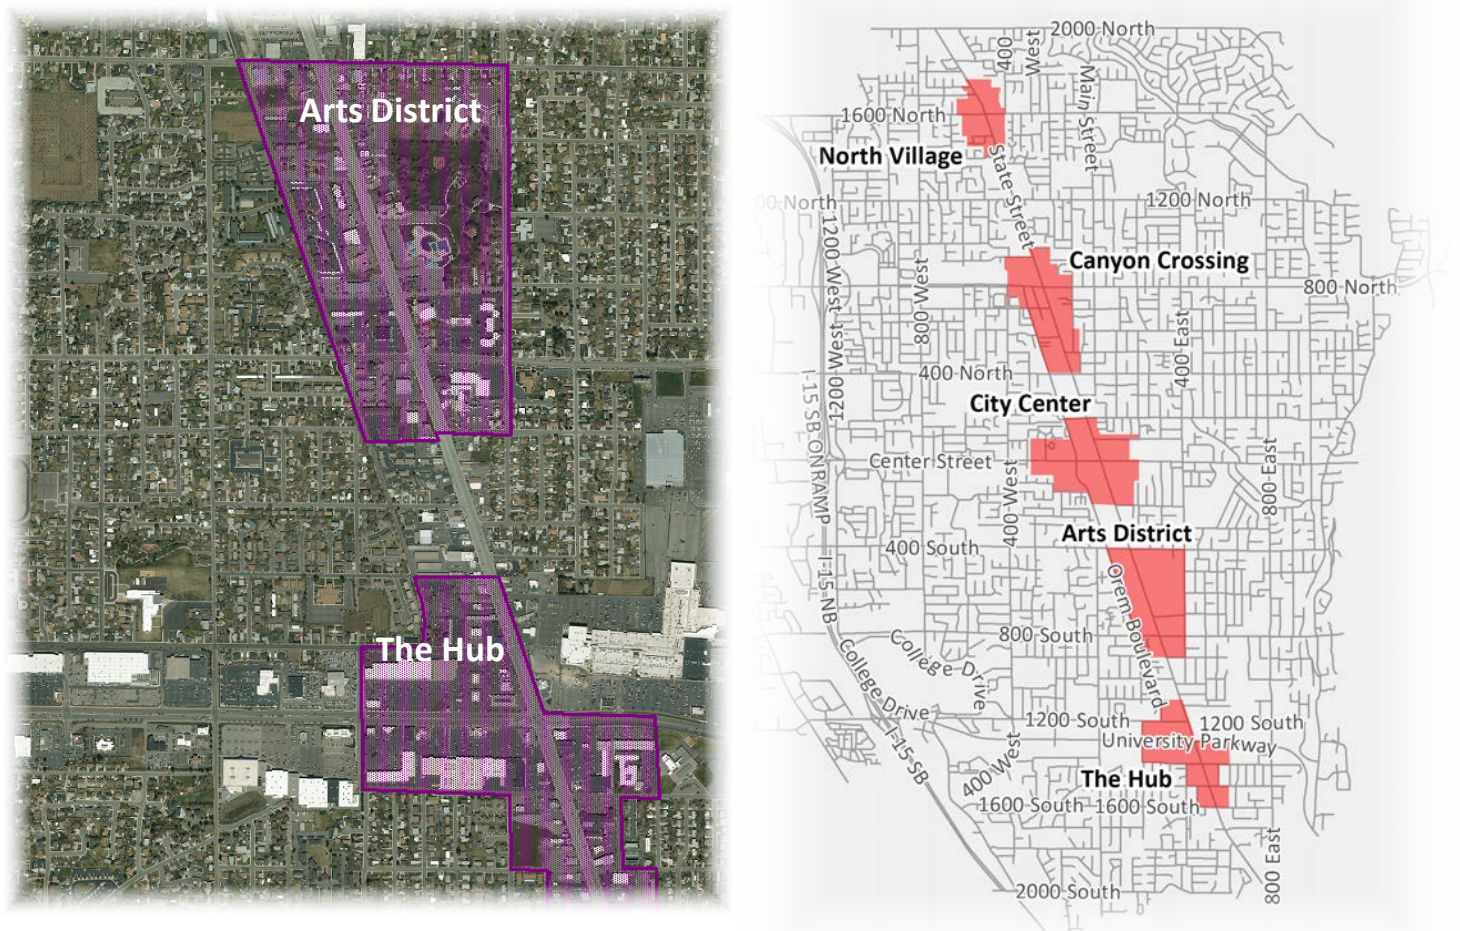 Arts District
The Hub
2000 North
400 West
Main Street
1600 North
North Village
State Street
00 North
1200 North
1200 West
Canyon Crossing
800 North
800 West
1200 West
400 East
400 North
I-15 SB ONRAMP
City Center
Center Street
400 West
800 East
Arts District
400 South
I-15 NB
Orem Boulevard
800 South
College Drive
College Drive
I-15 SB
1200 South
1200 South
University Parkway
400 West
The Hub
1600 South
1600 South
800 East
2000 South